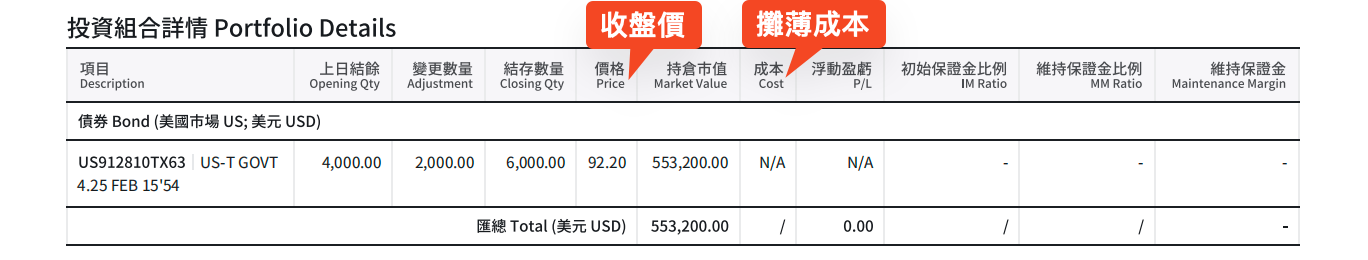 投資組合詳情 Portfolio Details
收盤價
攤薄成本
項目 上日結餘 變更數量 結存數量 價格 持倉市值 成本 浮動盈虧 初始保證金比例 維持保證金比例 維持保證金
Description Opening Qty Adjustment Closing Qty Price Market Value Cost P/L IM Ratio MM Ratio Maintenance Margin
債券 Bond (美國市場 US; 美元 USD)
US912810TX63 US-T GOVT 4,000.00 2,000.00 6,000.00 92.20 553,200.00 N/A N/A - - -
4.25 FEB 15'54
匯總 Total (美元 USD) 553,200.00 / 0.00 / / -